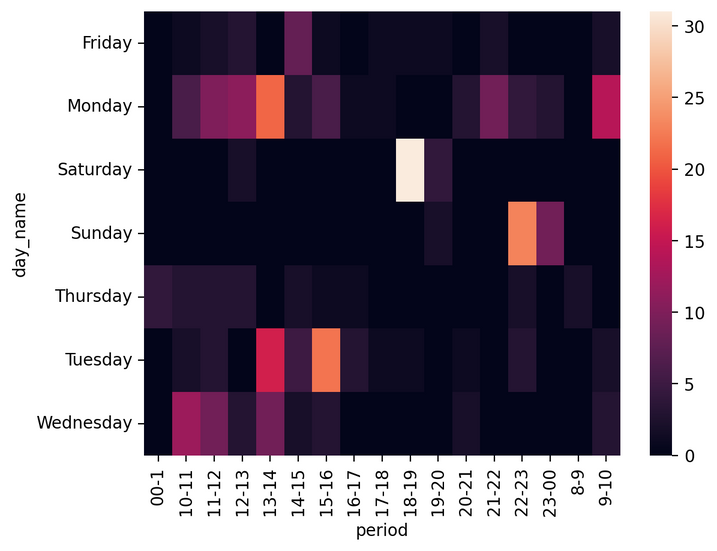 Friday
Monday
Saturday
Sunday
Thursday
Tuesday
Wednesday
day_name
00-1
10-11
11-12
12-13
13-14
14-15
15-16
16-17
17-18
18-19
19-20
20-21
21-22
22-23
23-00
8-9
9-10
period
30
25
20
15
10
5
0